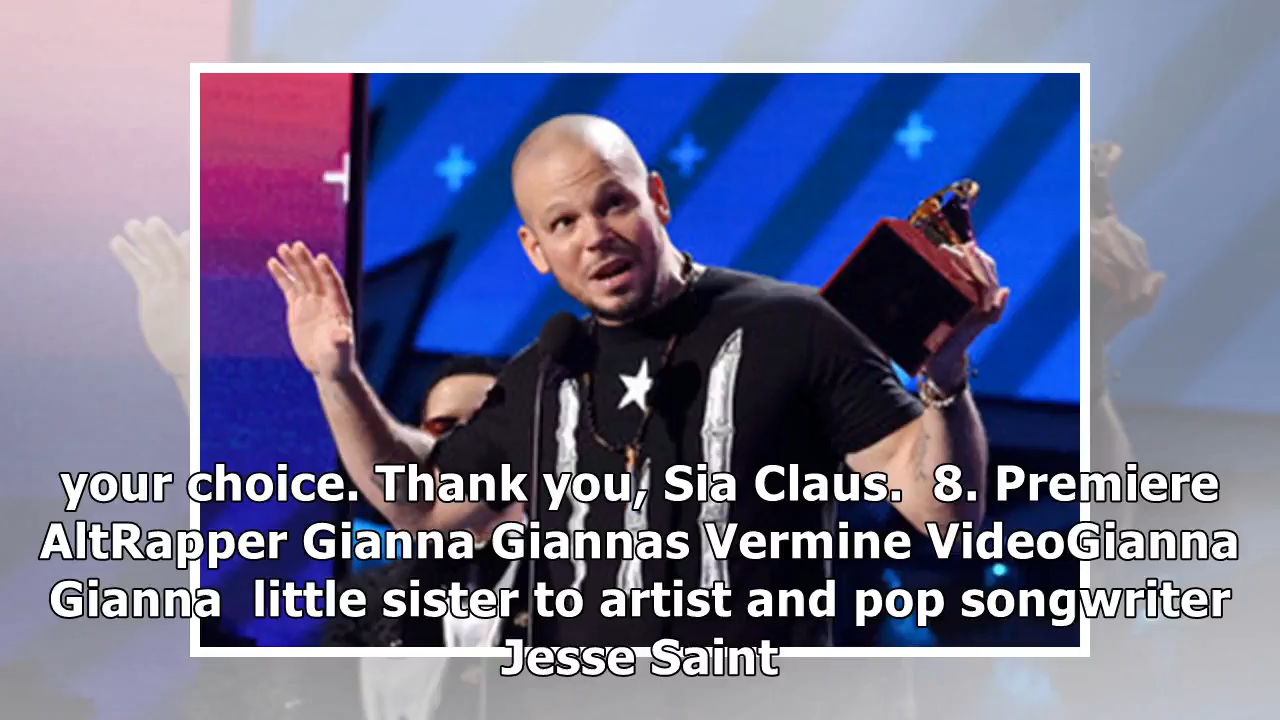 your choice. Thank you, Sia Claus.  8. Premiere
AltRapper Gianna Giannas Vermine VideoGianna
Gianna  little sister to artist and pop songwriter
Jesse Saint